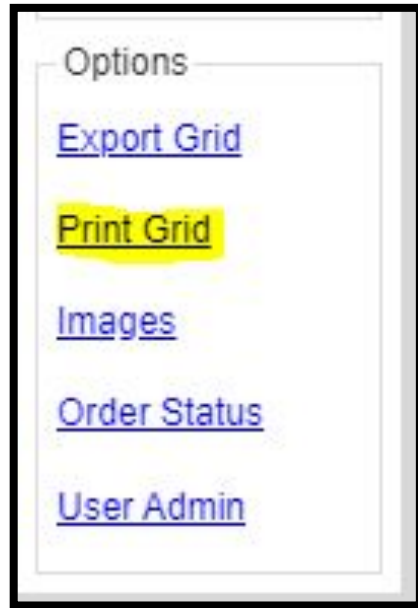 Options
Export Grid
Print Grid
Images
Order Status
User Admin